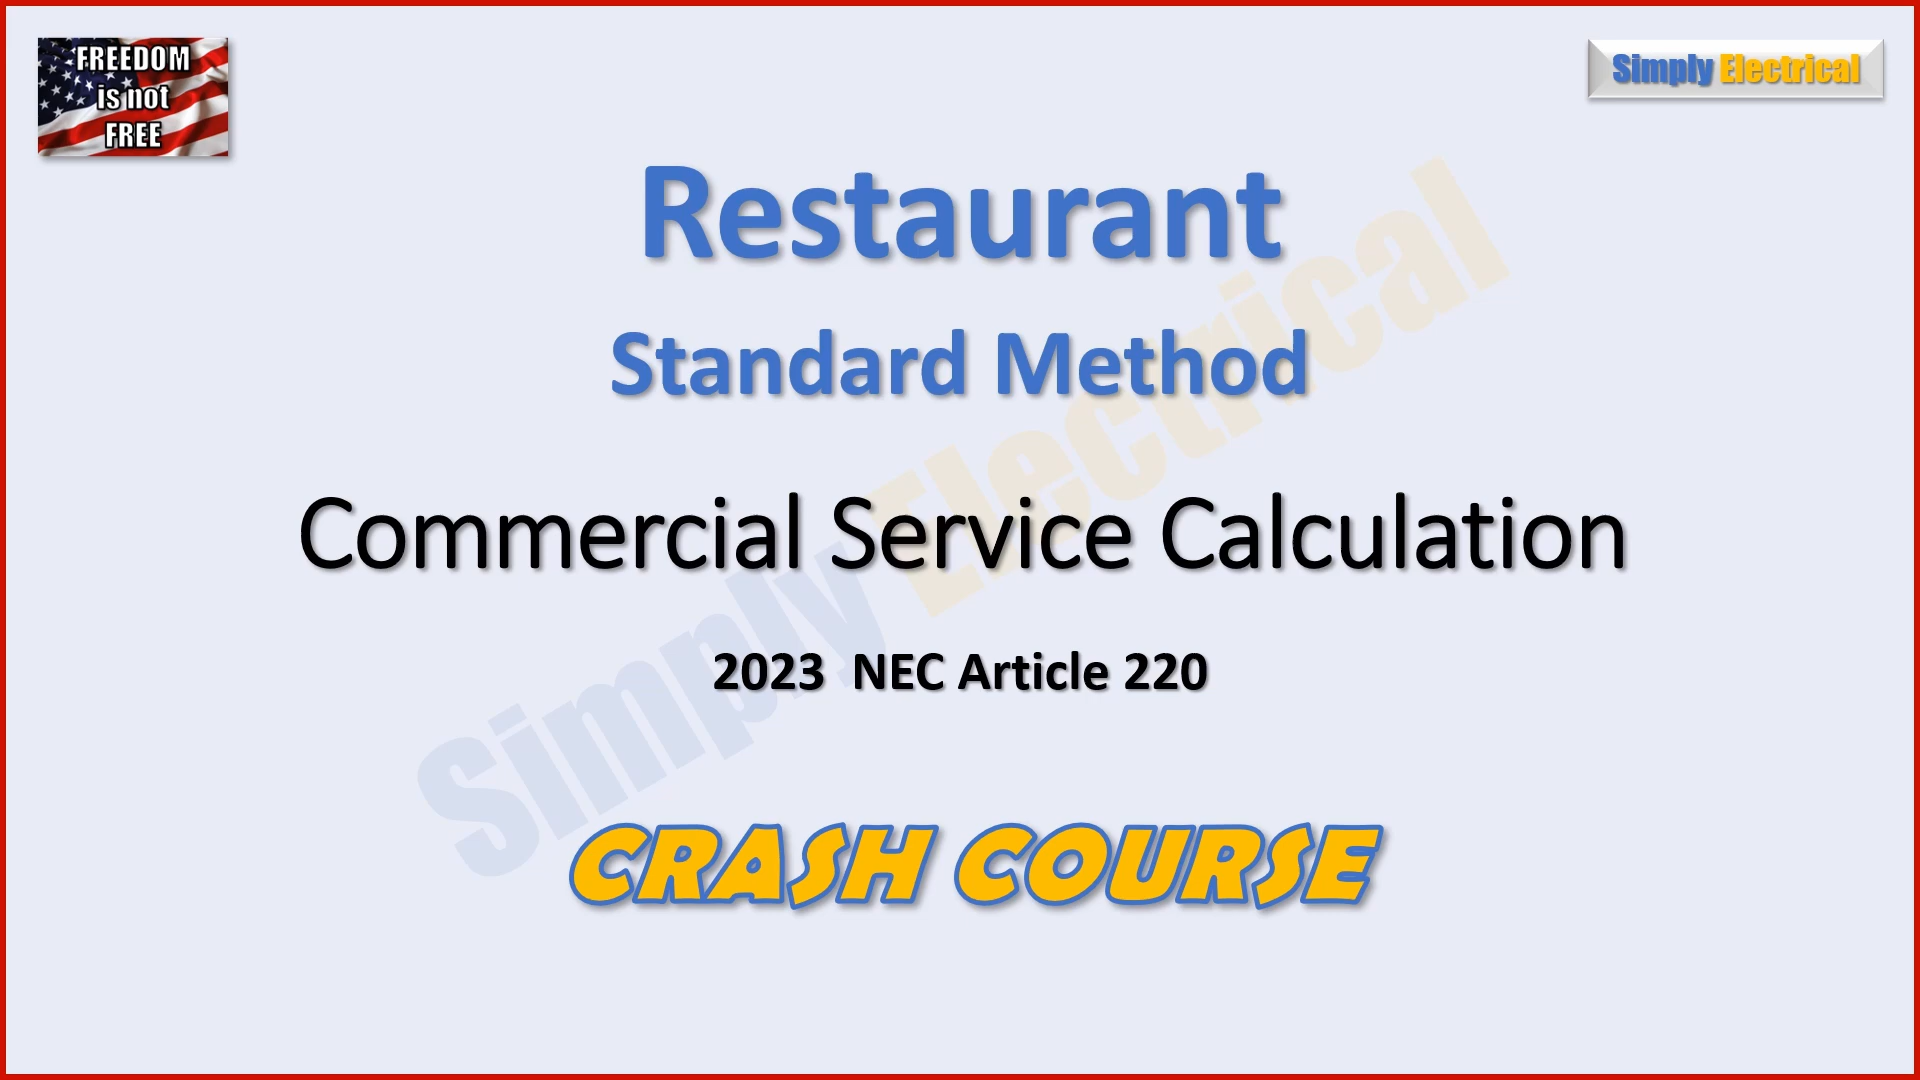 FREEDOM
is not
FREE
Simply Electrical
Restaurant
Standard Method
Commercial Service Calculation
2023 NEC Article 220
CRASH COURSE
Simply Electrical